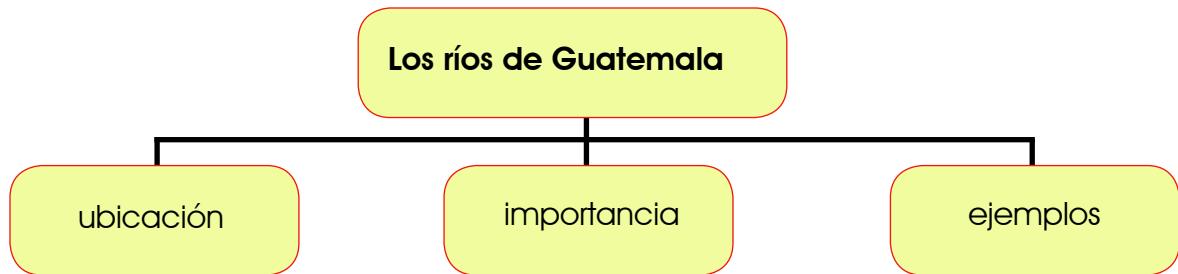 Los ríos de Guatemala
ubicación
importancia
ejemplos